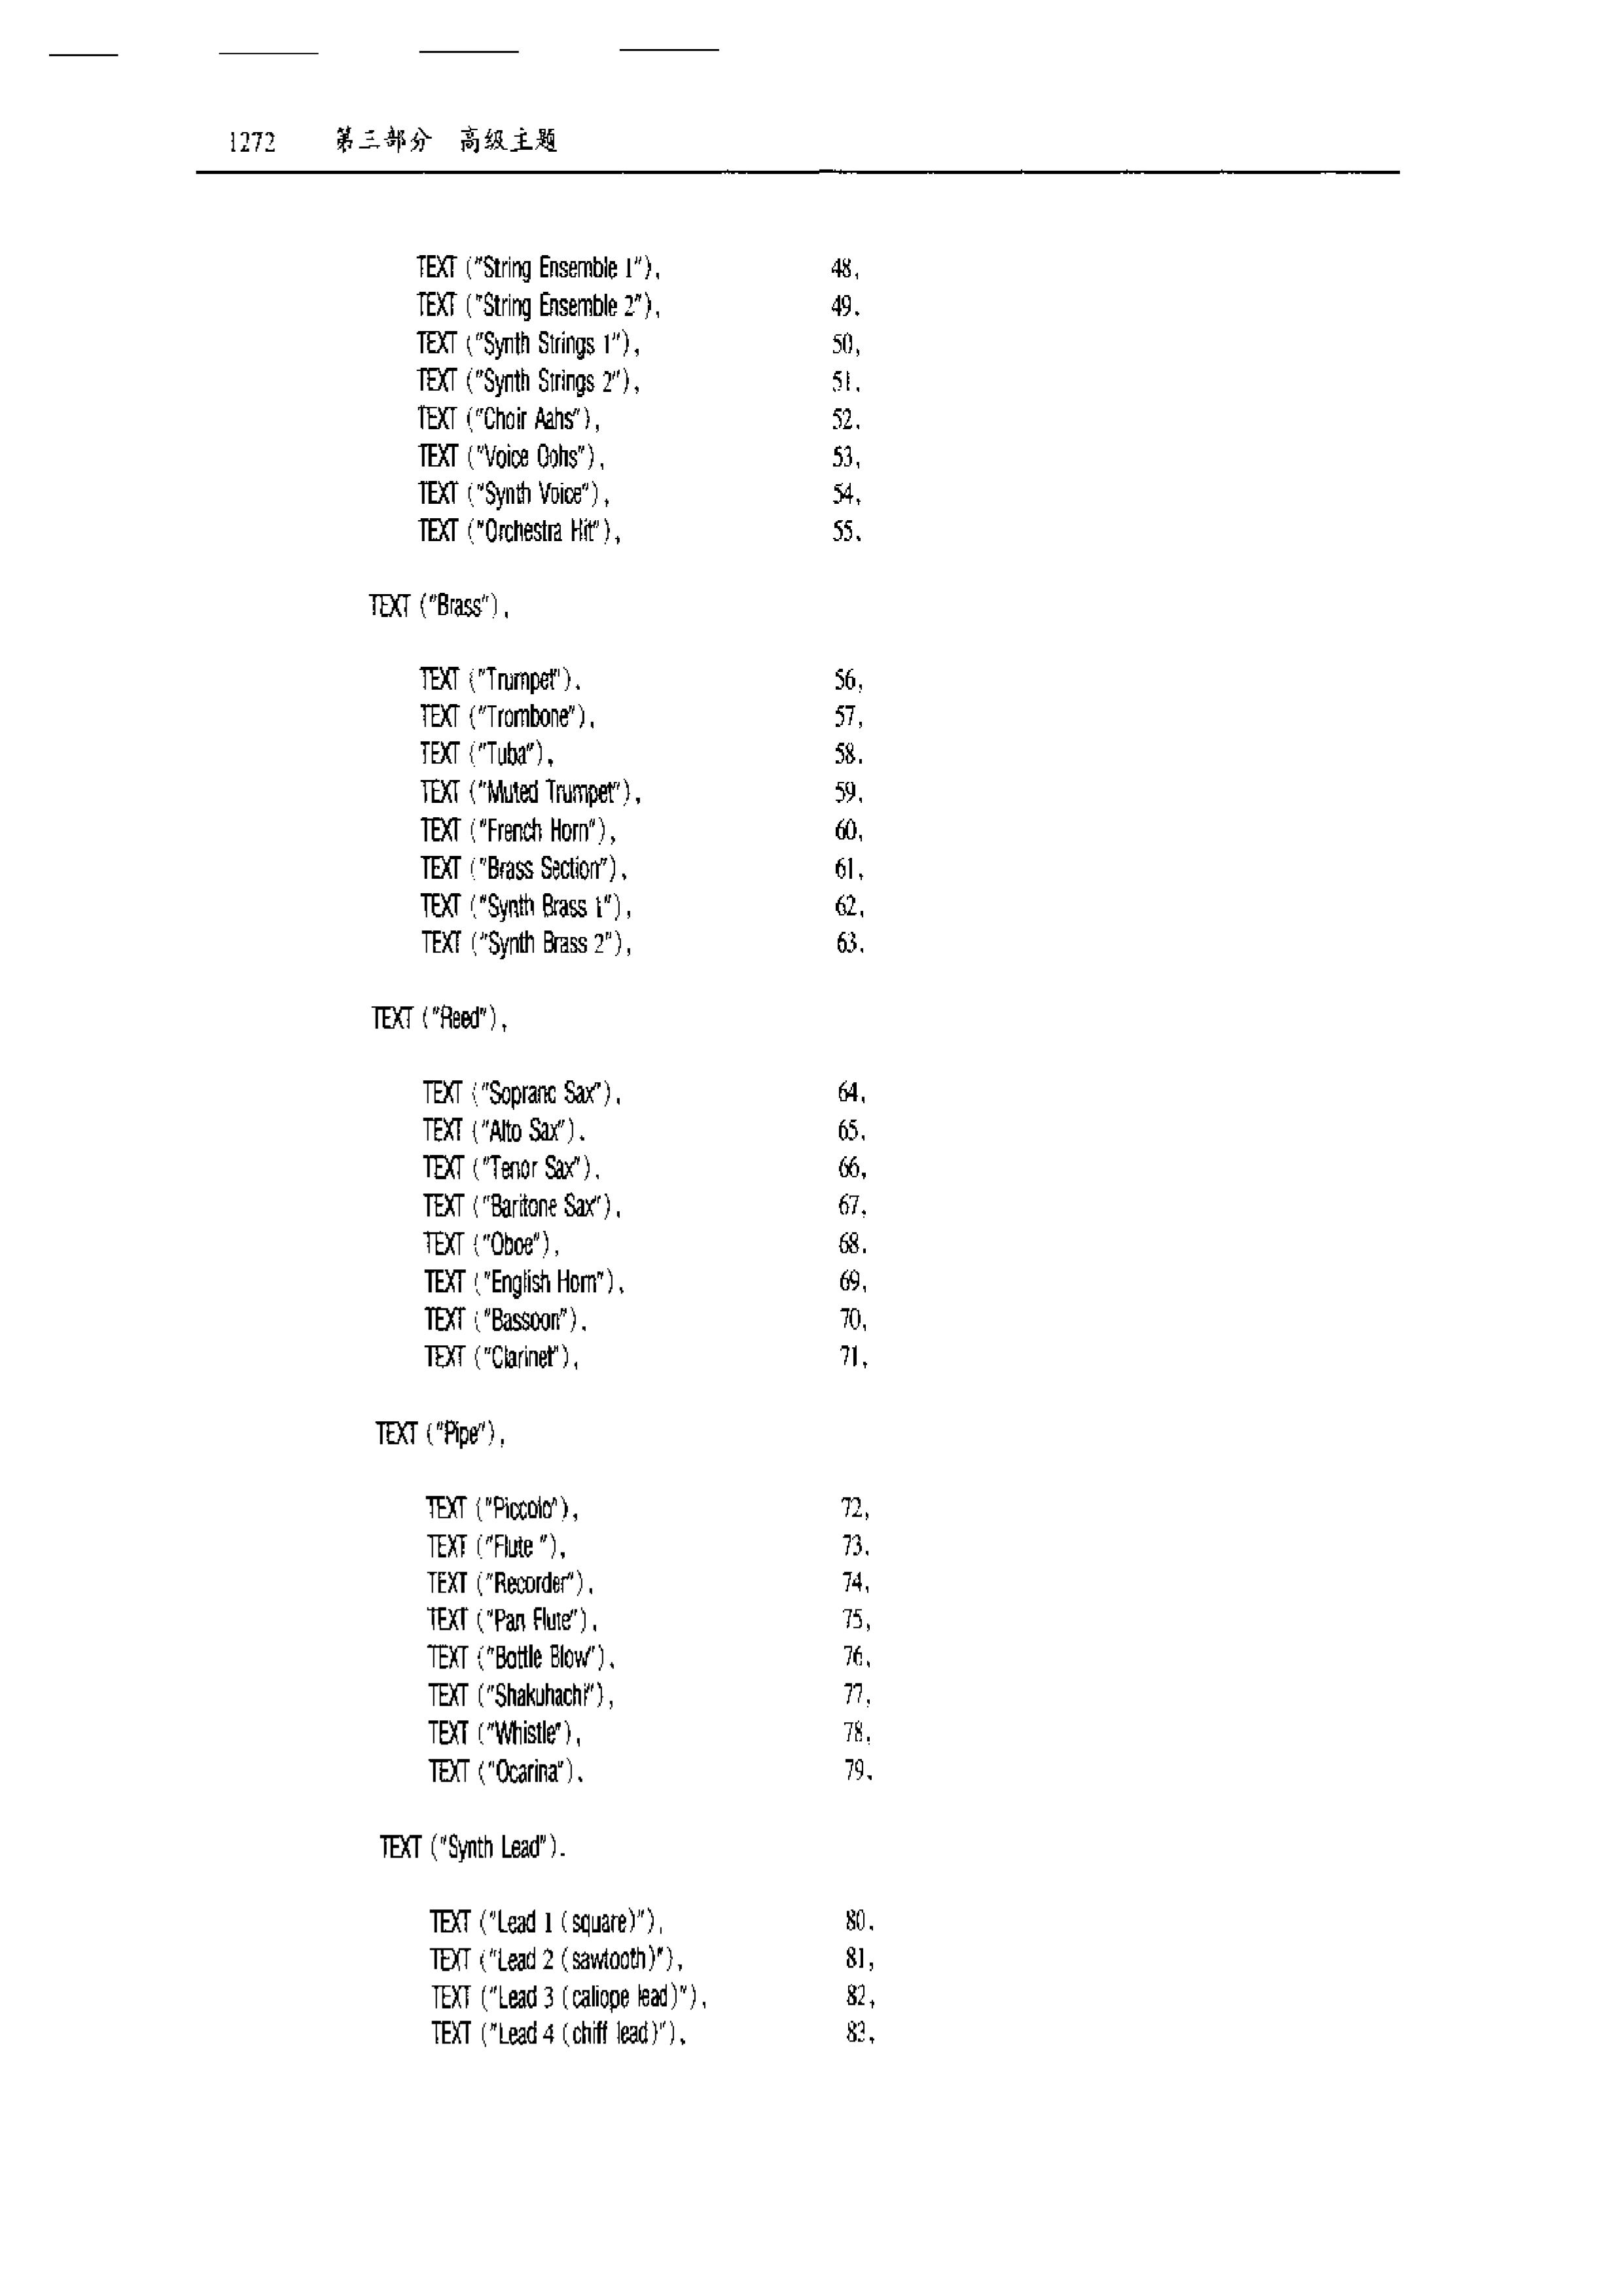 1272 第三部分 高级主题
TEXT ("String Ensemble 1"), 48,
TEXT ("String Ensemble 2"), 49,
TEXT ("Synth Strings 1"), 50,
TEXT ("Synth Strings 2"), 51,
TEXT ("Choir Aahs"), 52,
TEXT ("Voice Oohs"), 53,
TEXT ("Synth Voice"), 54,
TEXT ("Orchestra Hit"), 55,
TEXT ("Brass"),
TEXT ("Trumpet"), 56,
TEXT ("Trombone"), 57,
TEXT ("Tuba"), 58,
TEXT ("Muted Trumpet"), 59,
TEXT ("French Horn"), 60,
TEXT ("Brass Section"), 61,
TEXT ("Synth Brass 1"), 62,
TEXT ("Synth Brass 2"), 63,
TEXT ("Reed"),
TEXT ("Soprano Sax"), 64,
TEXT ("Alto Sax"), 65,
TEXT ("Tenor Sax"), 66,
TEXT ("Baritone Sax"), 67,
TEXT ("Oboe"), 68,
TEXT ("English Horn"), 69,
TEXT ("Bassoon"), 70,
TEXT ("Clarinet"), 71,
TEXT ("Pipe"),
TEXT ("Piccolo"), 72,
TEXT ("Flute "), 73,
TEXT ("Recorder"), 74,
TEXT ("Pan Flute"), 75,
TEXT ("Bottle Blow"), 76,
TEXT ("Shakuhachi"), 77,
TEXT ("Whistle"), 78,
TEXT ("Ocarina"), 79,
TEXT ("Synth Lead"),
TEXT ("Lead 1 (square)"), 80,
TEXT ("Lead 2 (sawtooth)"), 81,
TEXT ("Lead 3 (caliope lead)"), 82,
TEXT ("Lead 4 (chiff lead)"), 83,